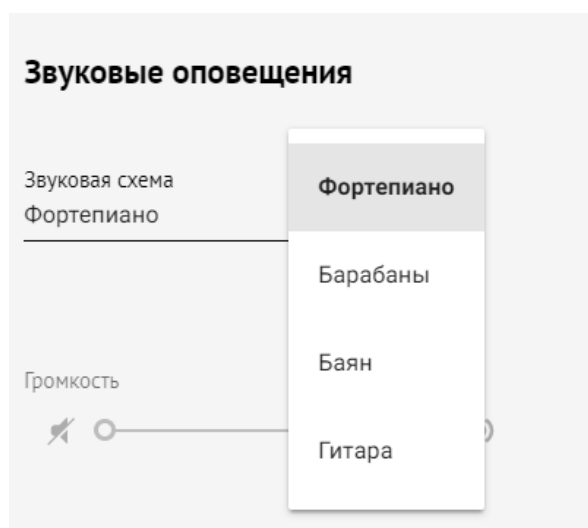 Звуковые оповещения
Звуковая схема
Фортепиано
Фортепиано
Барабаны
Баян
Гитара
Громкость